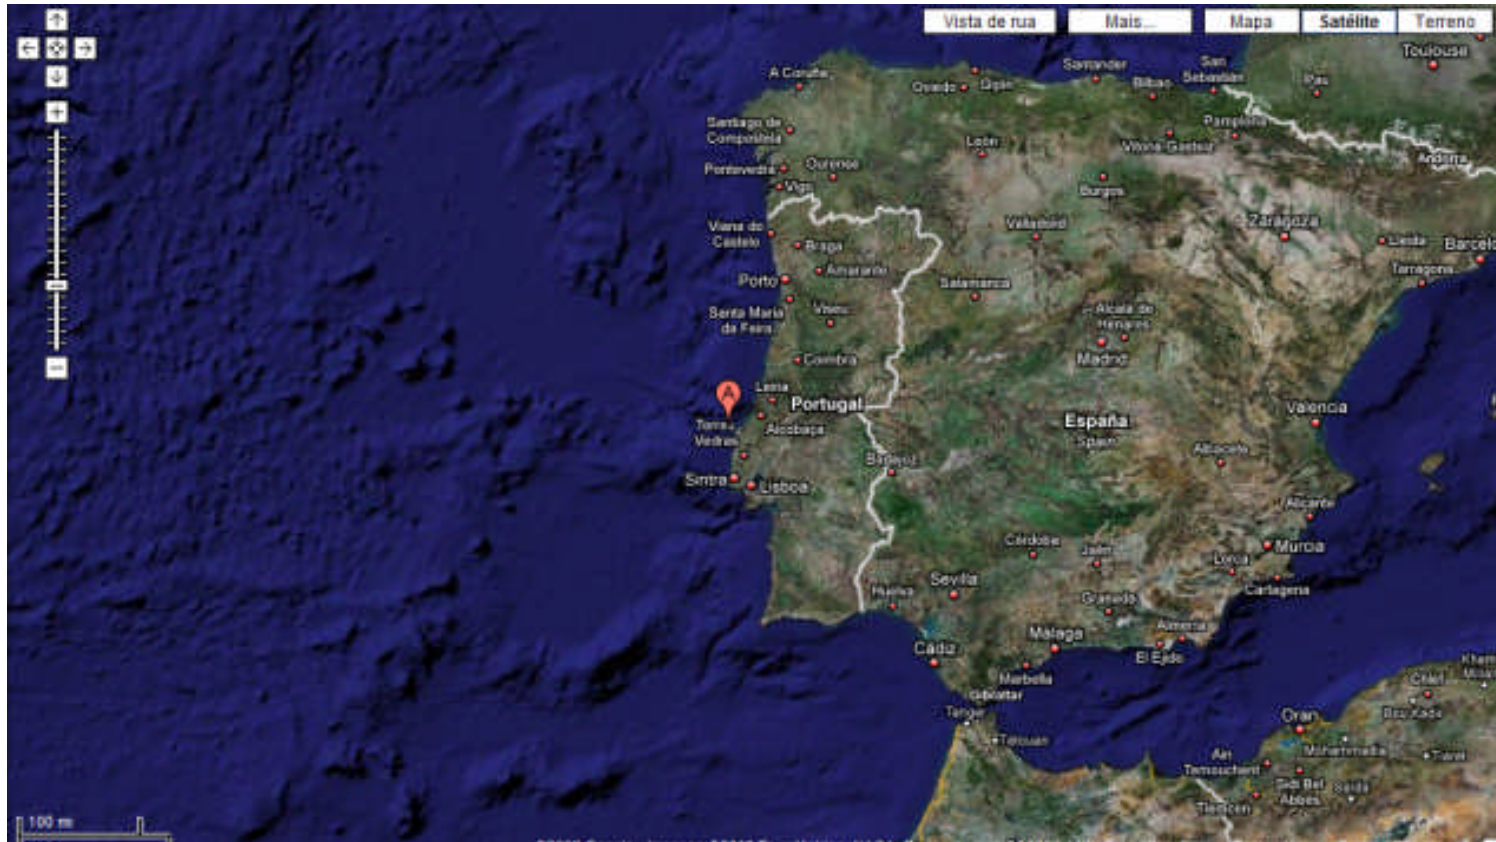 Vista de rua
Mais...
Mapa
Satélite
Terreno
Toulouse
San
Sebastián
Santander
A Coruña
Oviedo
Gijón
Bilbao
Pau
Santiago de
Compostela
Pamplona
León
Vitoria-Gasteiz
Andorra
Pontevedra
Ourense
Vigo
Burgos
Viana do
Castelo
Valladolid
Zaragoza
Braga
Lleida
Barcelo
Amarante
Tarragona
Porto
Salamanca
Santa Maria
da Feira
Viseu
Alcalá de
Henares
Coimbra
Madrid
A
Leiria
Portugal
Valencia
Torres
Vedras
Alcobaça
España
Spain
Albacete
Badajoz
Sintra
Lisboa
Alicante
Córdoba
Jaén
Murcia
Lorca
Sevilla
Huelva
Cartagena
Granada
Málaga
Almería
Cádiz
El Ejido
Marbella
Gibraltar
Chlef
Tanger
Oran
Tetouan
Mohammadia
Tiaret
Ain
Temouchent
Sidi Bel
Abbès
Saida
Tlemcen
100 mi